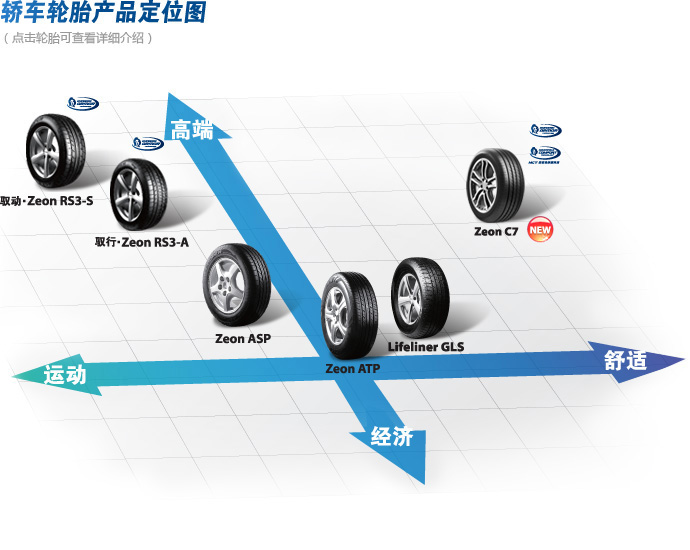 轿车轮胎产品定位图
（点击轮胎可查看详细介绍）
高端
驭动·Zeon RS3-S
驭行·Zeon RS3-A
Zeon C7
NEW
Zeon ASP
Lifeliner GLS
Zeon ATP
运动
舒适
经济